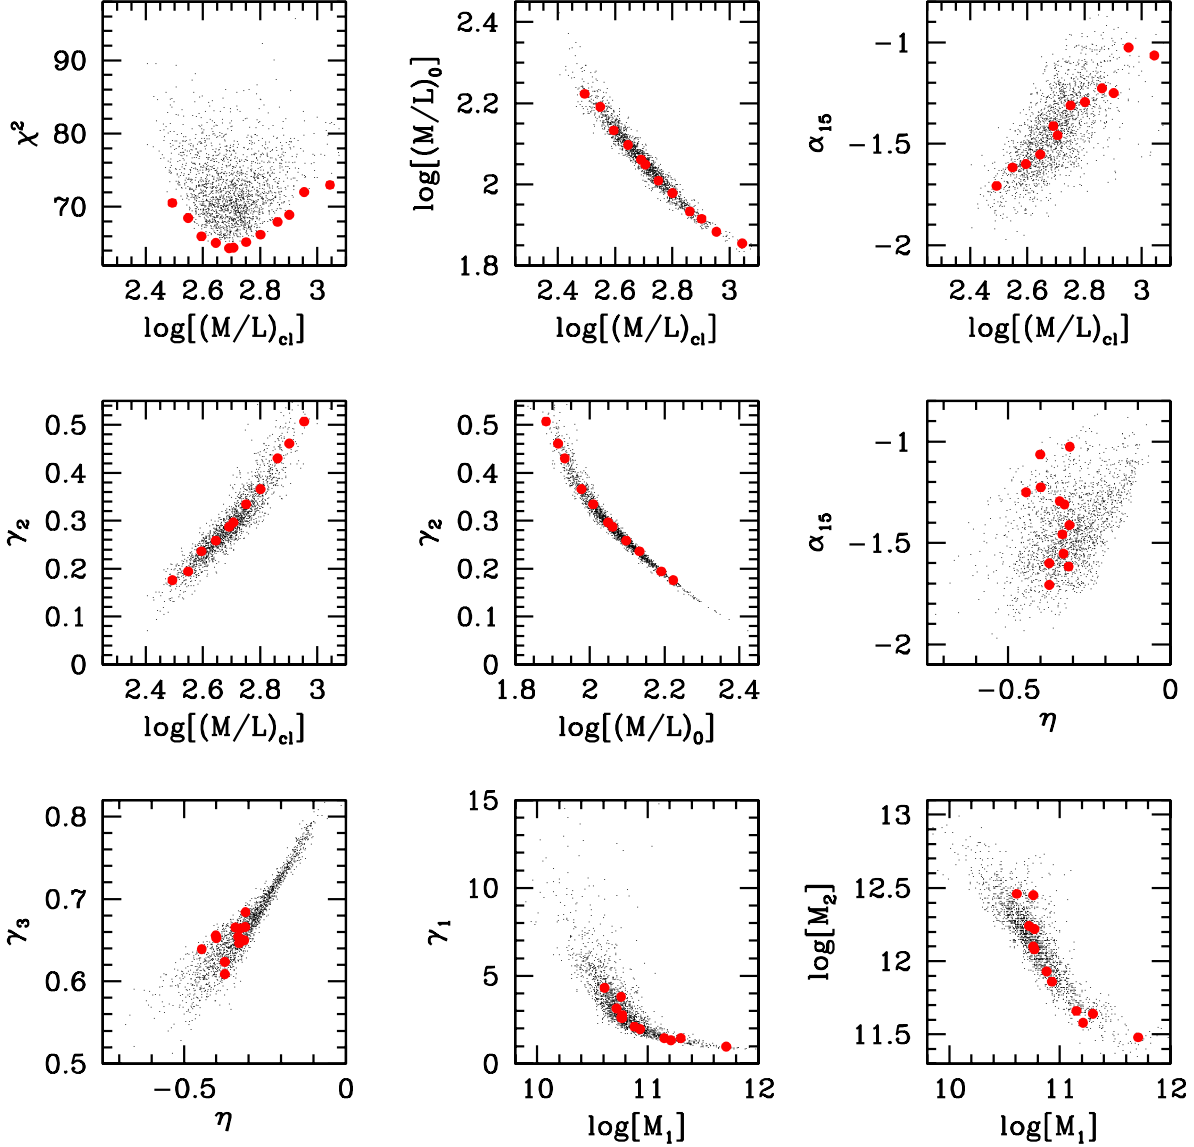 90
80
70
χ²
2.4 2.6 2.8 3
log[(M/L)cl]
2.4
2.2
2
1.8
log[(M/L)0]
2.4 2.6 2.8 3
log[(M/L)cl]
−1
−1.5
−2
α15
2.4 2.6 2.8 3
log[(M/L)cl]
0.5
0.4
0.3
0.2
0.1
0
γ2
2.4 2.6 2.8 3
log[(M/L)cl]
0.5
0.4
0.3
0.2
0.1
0
γ2
1.8 2 2.2 2.4
log[(M/L)0]
−1
−1.5
−2
α15
−0.5 0
η
0.8
0.7
0.6
0.5
γ3
−0.5 0
η
15
10
5
0
γ1
10 11 12
log[M1]
13
12.5
12
11.5
log[M2]
10 11 12
log[M1]